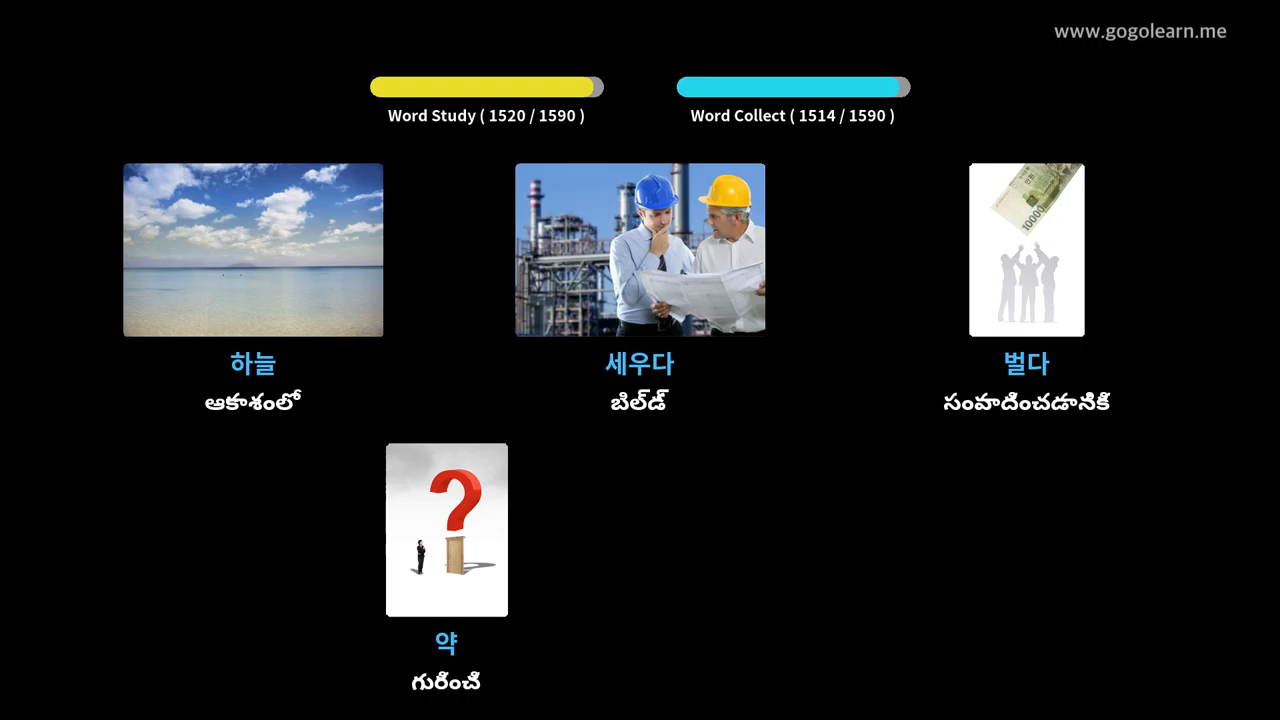 www.gogolearn.me
Word Study ( 1520 / 1590 )
Word Collect ( 1514 / 1590 )
10000
하늘
세우다
벌다
ఆకాశంలో
బిల్డ్
సంపాదించడానికి
약
గురించి